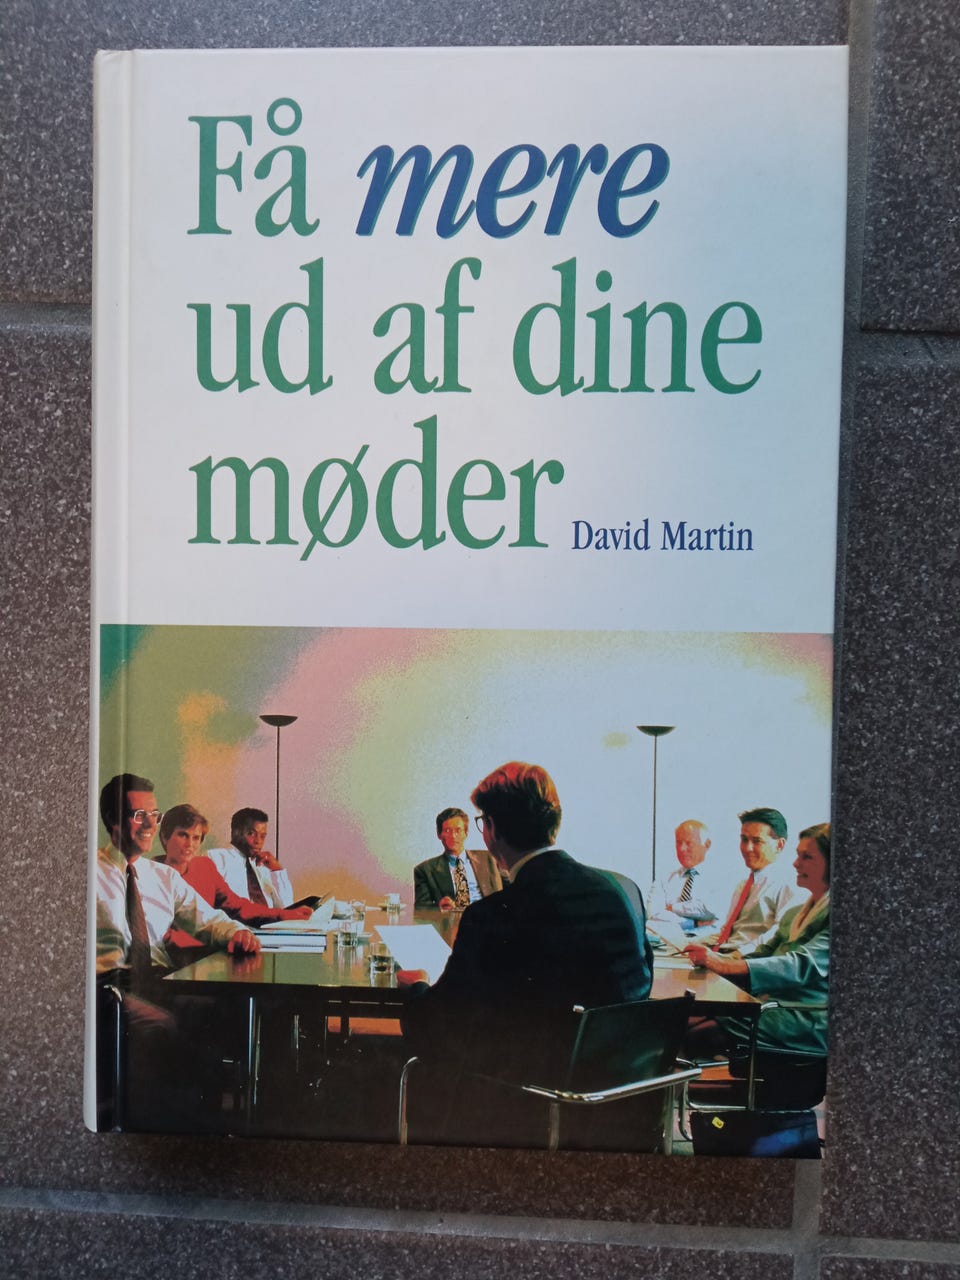 Få mere
ud af dine
møder
David Martin